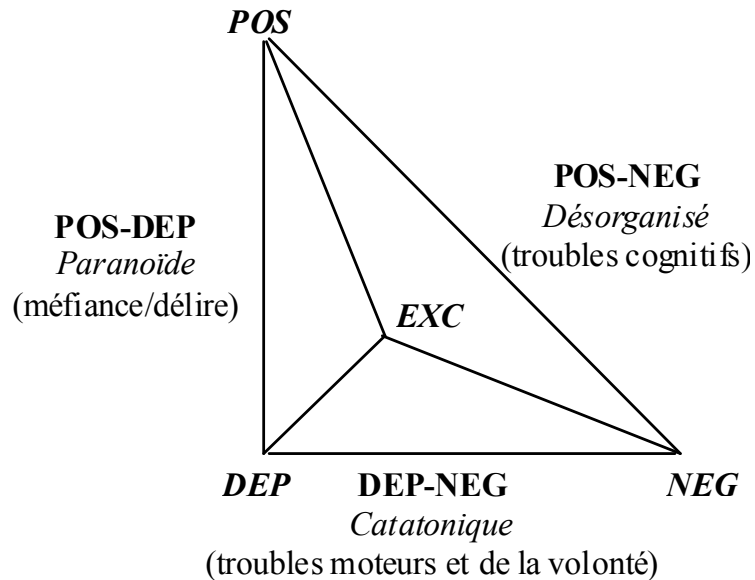 POS
POS-NEG
Désorganisé
(troubles cognitifs)
POS-DEP
Paranoïde
(méfiance/délire)
EXC
DEP
DEP-NEG
NEG
Catatonique
(troubles moteurs et de la volonté)